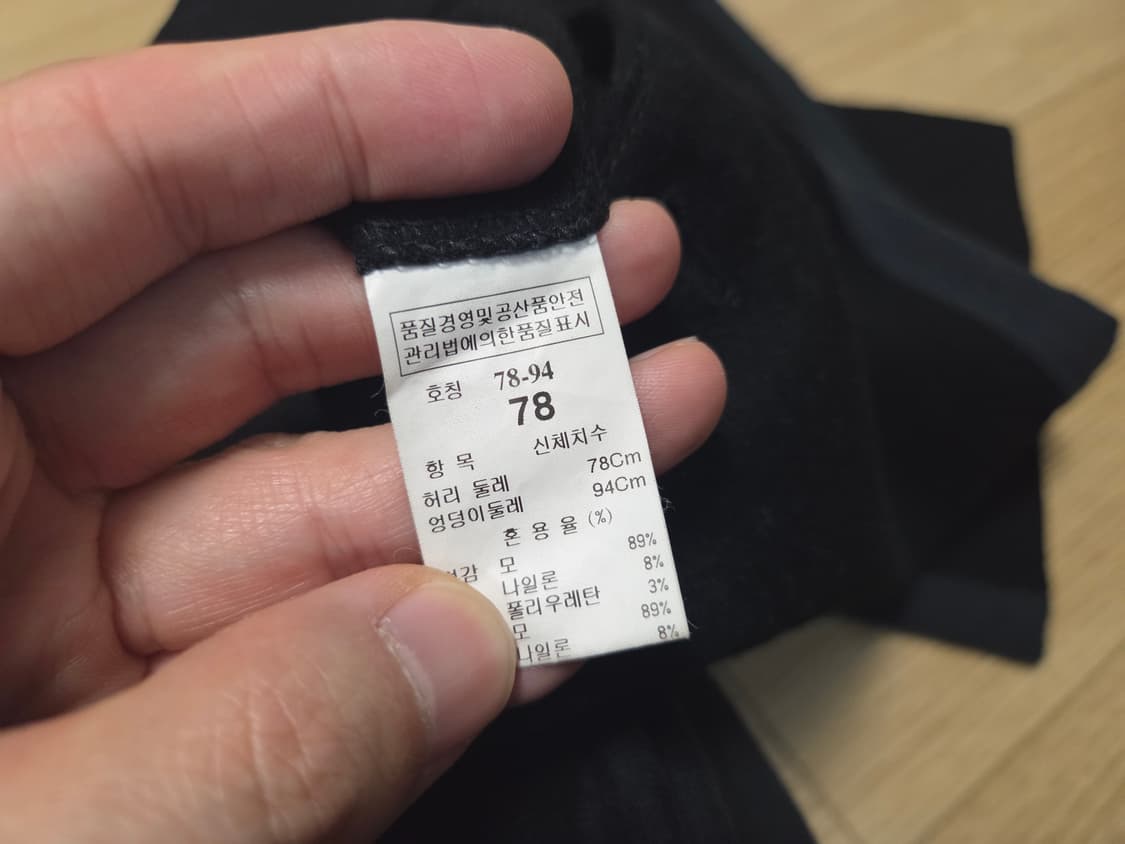 품질경영및공산품안전
관리법에의한품질표시
호칭 78-94
78
신체치수
항 목
허리 둘레 78Cm
엉덩이둘레 94Cm
혼 용 율 (%)
모 89%
나일론 8%
폴리우레탄 3%
모 89%
나일론 8%